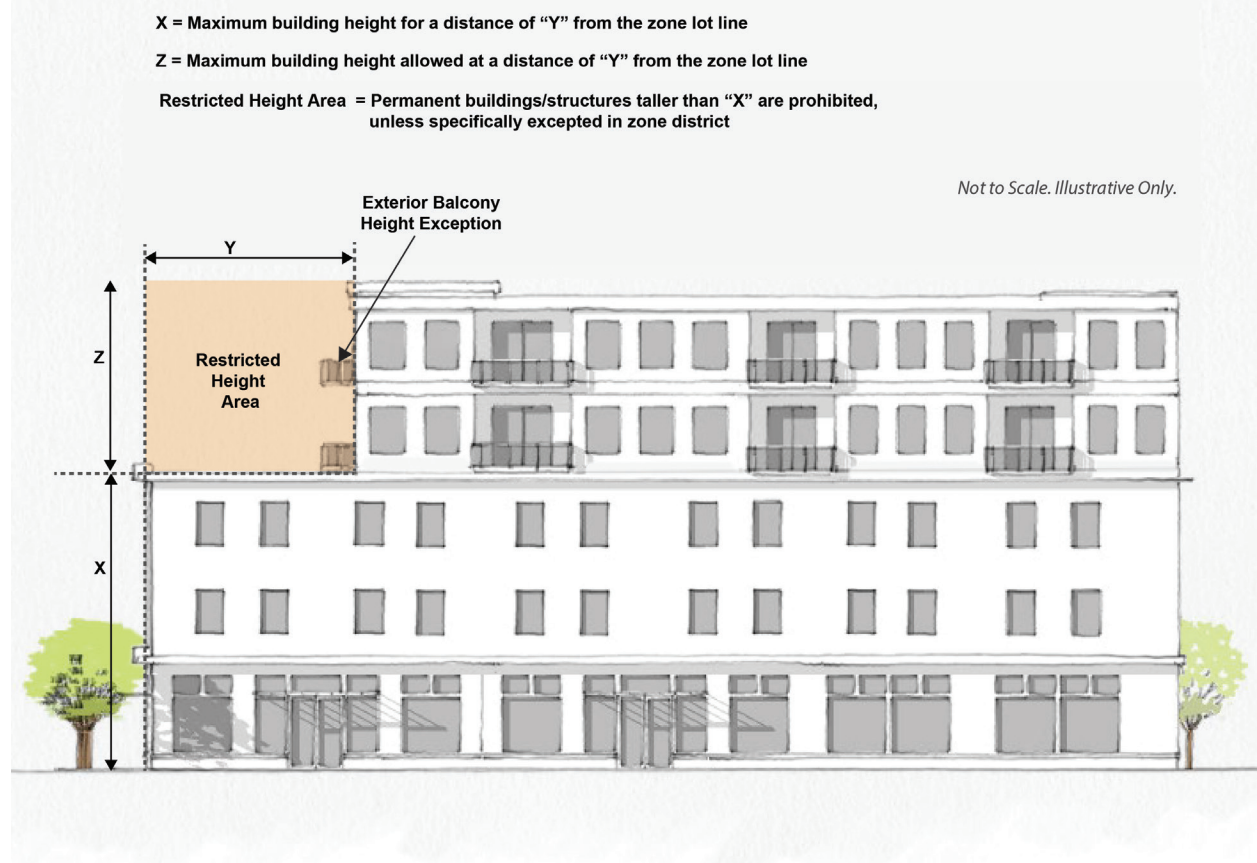 X = Maximum building height for a distance of “Y” from the zone lot line
Z = Maximum building height allowed at a distance of “Y” from the zone lot line
Restricted Height Area = Permanent buildings/structures taller than “X” are prohibited,
unless specifically excepted in zone district
Not to Scale. Illustrative Only.
Exterior Balcony
Height Exception
Y
Z
Restricted
Height
Area
X